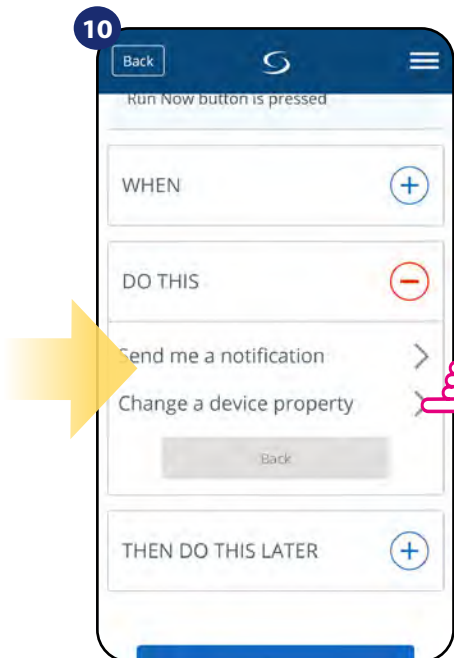 10
Back
Run Now button is pressed
WHEN
DO THIS
Send me a notification
Change a device property
Back
THEN DO THIS LATER